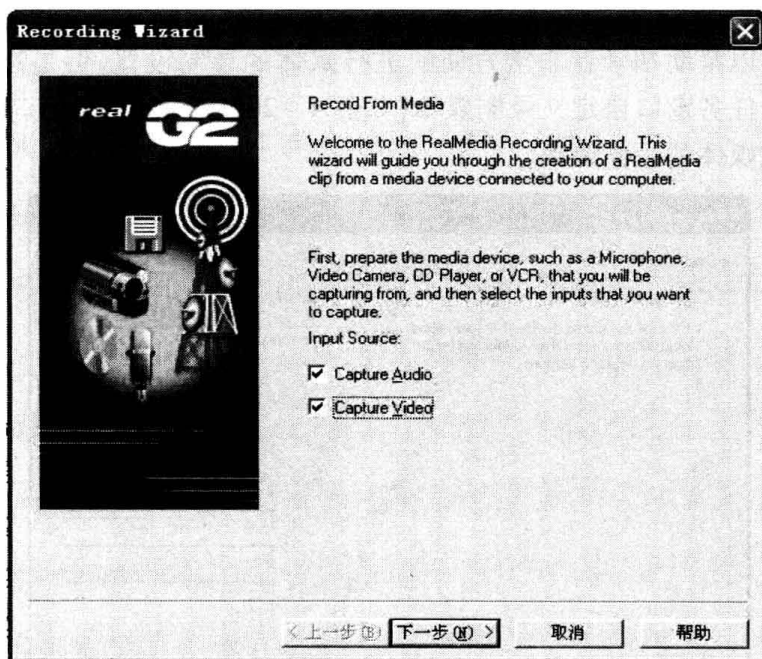 Recording Wizard
real
G2
Record From Media
Welcome to the RealMedia Recording Wizard. This
wizard will guide you through the creation of a RealMedia
clip from a media device connected to your computer.
First, prepare the media device, such as a Microphone,
Video Camera, CD Player, or VCR, that you will be
capturing from, and then select the inputs that you want
to capture.
Input Source:
Capture Audio
Capture Video
<上一步(B) 下一步(N) > 取消 帮助